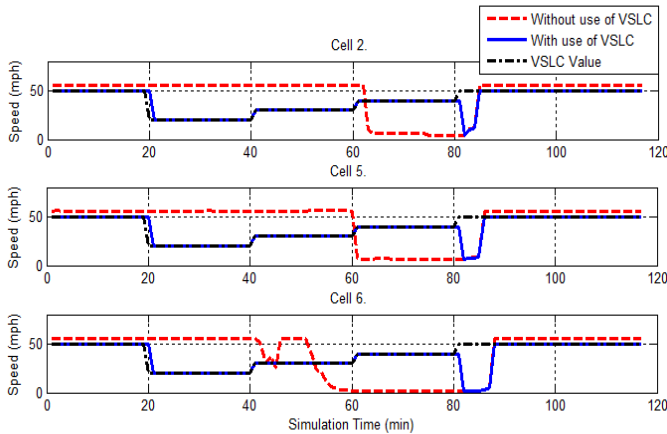 Without use of VSLC
With use of VSLC
VSLC Value
Cell 2.
Speed (mph)
50
0
0 20 40 60 80 100 120
Cell 5.
Speed (mph)
50
0
0 20 40 60 80 100 120
Cell 6.
Speed (mph)
50
0
0 20 40 60 80 100 120
Simulation Time (min)